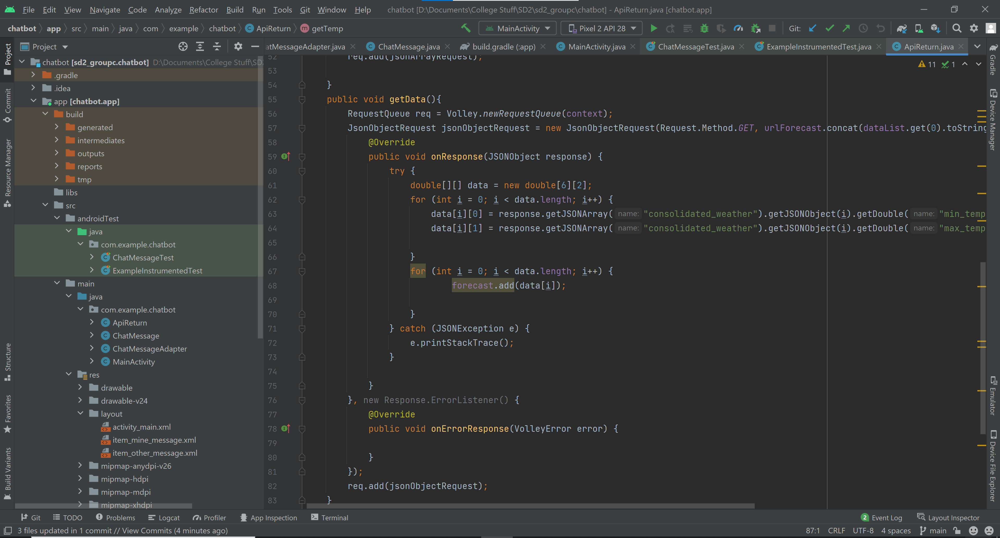 File Edit View Navigate Code Analyze Refactor Build Run Tools Git Window Help chatbot [D:\Documents\College Stuff\SD2\sd2_groupc\chatbot] - ApiReturn.java [chatbot.app]
chatbot app src main java com example chatbot ApiReturn getTemp MainActivity Pixel 2 API 28 Git:
Project
atMessageAdapter.java ChatMessage.java build.gradle (:app) MainActivity.java ChatMessageTest.java ExampleInstrumentedTest.java ApiReturn.java
11 1
Project
Commit
Resource Manager
Structure
Favorites
Build Variants
chatbot [sd2_groupc.chatbot] D:\Documents\College Stuff\SD2
.gradle
.idea
app [chatbot.app]
build
generated
intermediates
outputs
reports
tmp
libs
src
androidTest
java
com.example.chatbot
ChatMessageTest
ExampleInstrumentedTest
main
java
com.example.chatbot
ApiReturn
ChatMessage
ChatMessageAdapter
MainActivity
res
drawable
drawable-v24
layout
activity_main.xml
item_mine_message.xml
item_other_message.xml
mipmap-anydpi-v26
mipmap-hdpi
mipmap-mdpi
mipmap-xhdpi
52 req.add(jsonArrayRequest);
53
54 }
55 public void getData(){
56 RequestQueue req = Volley.newRequestQueue(context);
57 JsonObjectRequest jsonObjectRequest = new JsonObjectRequest(Request.Method.GET, urlForecast.concat(dataList.get(0).toString
58 @Override
59 public void onResponse(JSONObject response) {
60 try {
61 double[][] data = new double[6][2];
62 for (int i = 0; i < data.length; i++) {
63 data[i][0] = response.getJSONArray( name: "consolidated_weather").getJSONObject(i).getDouble( name: "min_temp
64 data[i][1] = response.getJSONArray( name: "consolidated_weather").getJSONObject(i).getDouble( name: "max_temp
65
66 }
67 for (int i = 0; i < data.length; i++) {
68 forecast.add(data[i]);
69
70 }
71 } catch (JSONException e) {
72 e.printStackTrace();
73 }
74
75 }
76 }, new Response.ErrorListener() {
77 @Override
78 public void onErrorResponse(VolleyError error) {
79
80 }
81 });
82 req.add(jsonObjectRequest);
83 }
Gradle
Device Manager
Emulator
Device File Explorer
Git TODO Problems Logcat Profiler App Inspection Terminal 2 Event Log Layout Inspector
3 files updated in 1 commit // View Commits (4 minutes ago) 87:1 CRLF UTF-8 4 spaces main